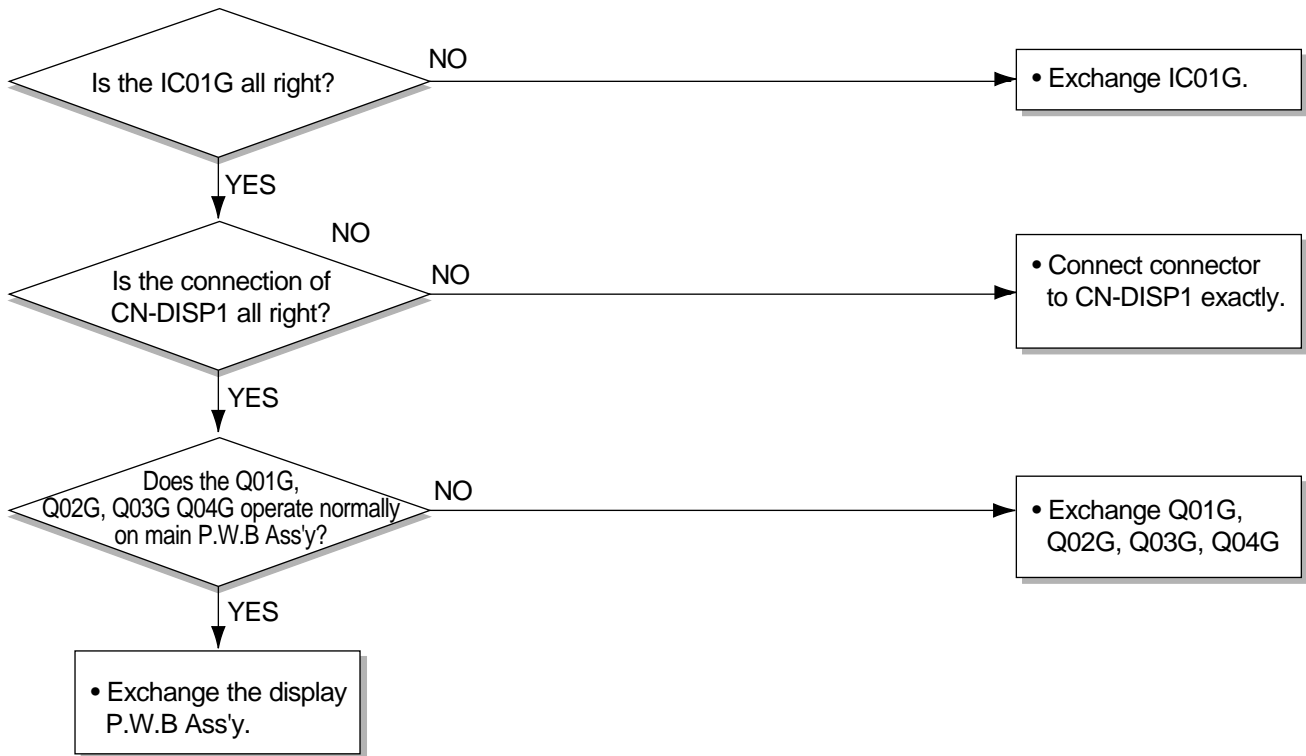 Is the IC01G all right?
NO
• Exchange IC01G.
YES
NO
Is the connection of
CN-DISP1 all right?
NO
• Connect connector
to CN-DISP1 exactly.
YES
Does the Q01G,
Q02G, Q03G Q04G operate normally
on main P.W.B Ass'y?
NO
• Exchange Q01G,
Q02G, Q03G, Q04G
YES
• Exchange the display
P.W.B Ass'y.